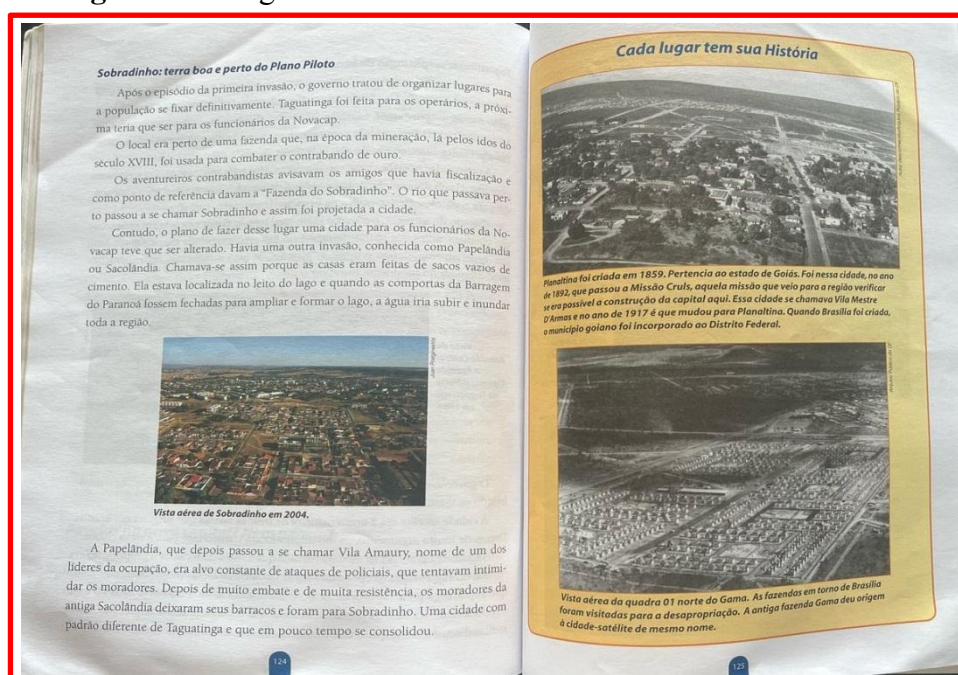 Sobradinho: terra boa e perto do Plano Piloto
Após o episódio da primeira invasão, o governo tratou de organizar lugares para
a população se fixar definitivamente. Taguatinga foi feita para os operários, a próxi-
ma teria que ser para os funcionários da Novacap.
O local era perto de uma fazenda que, na época da mineração, lá pelos idos do
século XVIII, foi usada para combater o contrabando de ouro.
Os aventureiros contrabandistas avisavam os amigos que havia fiscalização e
como ponto de referência davam a “Fazenda do Sobradinho”. O rio que passava per-
to passou a se chamar Sobradinho e assim foi projetada a cidade.
Contudo, o plano de fazer desse lugar uma cidade para os funcionários da No-
vacap teve que ser alterado. Havia uma outra invasão, conhecida como Papelândia
ou Sacolândia. Chamava-se assim porque as casas eram feitas de sacos vazios de
cimento. Ela estava localizada no leito do lago e quando as comportas da Barragem
do Paranoá fossem fechadas para ampliar e formar o lago, a água iria subir e inundar
toda a região.
Vista aérea de Sobradinho em 2004.
A Papelândia, que depois passou a se chamar Vila Amaury, nome de um dos
líderes da ocupação, era alvo constante de ataques de policiais, que tentavam intimi-
dar os moradores. Depois de muito embate e de muita resistência, os moradores da
antiga Sacolândia deixaram seus barracos e foram para Sobradinho. Uma cidade com
padrão diferente de Taguatinga e que em pouco tempo se consolidou.
124
Cada lugar tem sua História
Planaltina foi criada em 1859. Pertencia ao estado de Goiás. Foi nessa cidade, no ano
de 1892, que passou a Missão Cruls, aquela missão que veio para a região verificar
se era possível a construção da capital aqui. Essa cidade se chamava Vila Mestre
D'Armas e no ano de 1917 é que mudou para Planaltina. Quando Brasília foi criada,
o município goiano foi incorporado ao Distrito Federal.
Arquivo Público do DF
Vista aérea da quadra 01 norte do Gama. As fazendas em torno de Brasília
foram visitadas para a desapropriação. A antiga fazenda Gama deu origem
à cidade-satélite de mesmo nome.
125